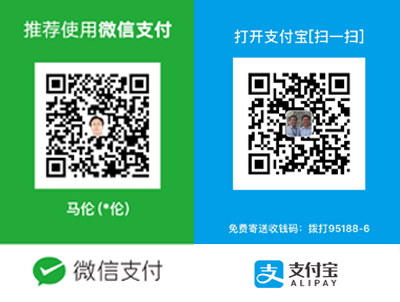 推荐使用微信支付
马伦 (*伦)
微信支付
打开支付宝[扫一扫]
免费寄送收钱码：拨打95188-6
支 支付宝
ALIPAY